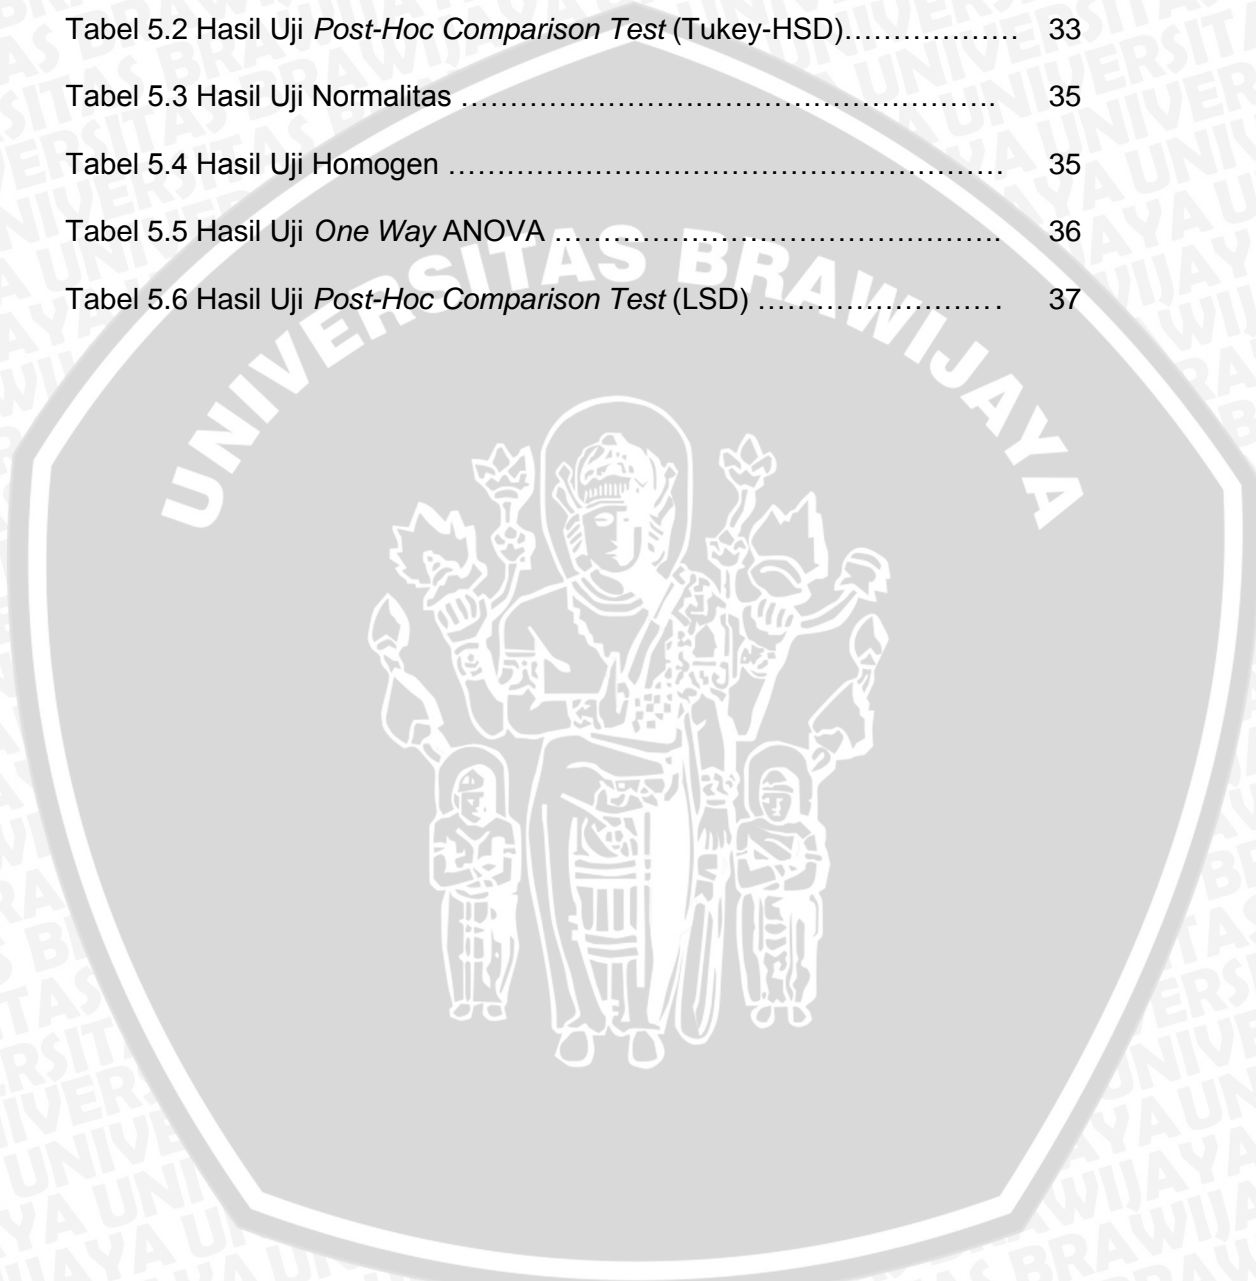 Tabel 5.2 Hasil Uji Post-Hoc Comparison Test (Tukey-HSD)……………… 33
Tabel 5.3 Hasil Uji Normalitas ………………………………………………. 35
Tabel 5.4 Hasil Uji Homogen ………………………………………………… 35
Tabel 5.5 Hasil Uji One Way ANOVA ………………………………………. 36
Tabel 5.6 Hasil Uji Post-Hoc Comparison Test (LSD) ……………………. 37
UNIVERSITAS BRAWIJAYA